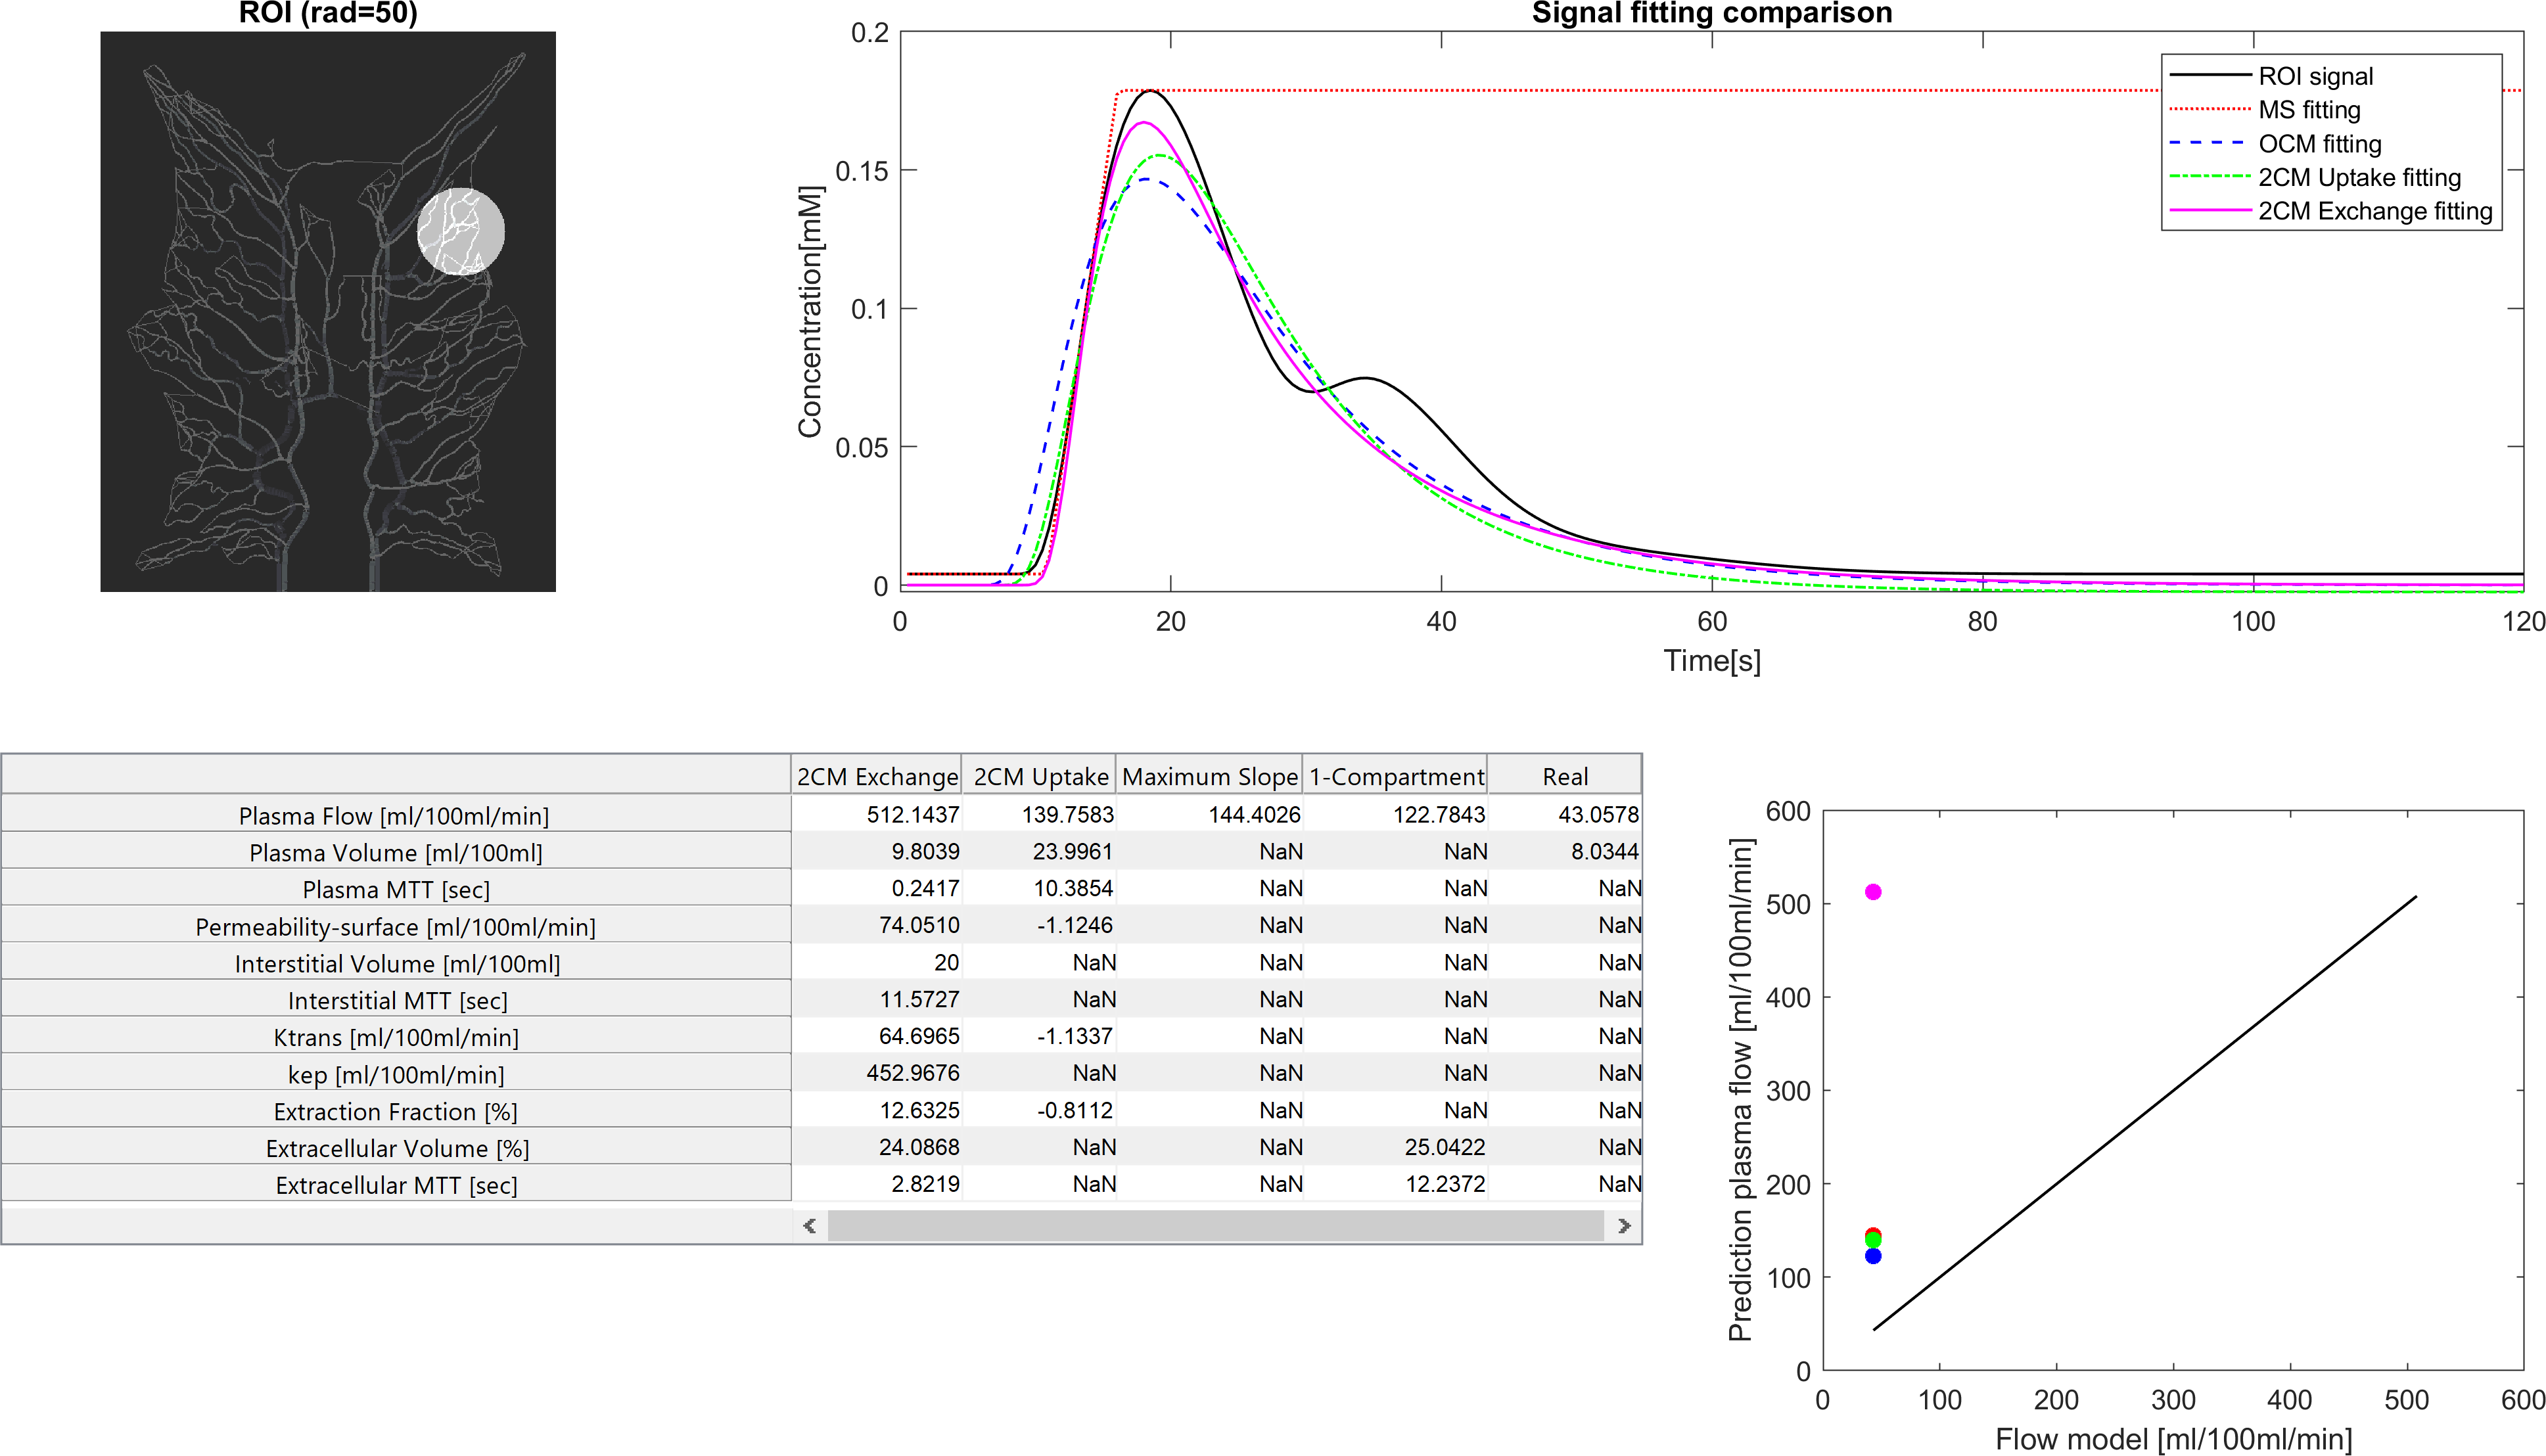 ROI (rad=50)
Signal fitting comparison
0.2
0.15
0.1
0.05
0
Concentration[mM]
0 20 40 60 80 100 120
Time[s]
ROI signal
MS fitting
OCM fitting
2CM Uptake fitting
2CM Exchange fitting
2CM Exchange 2CM Uptake Maximum Slope 1-Compartment Real
Plasma Flow [ml/100ml/min] 512.1437 139.7583 144.4026 122.7843 43.0578
Plasma Volume [ml/100ml] 9.8039 23.9961 NaN NaN 8.0344
Plasma MTT [sec] 0.2417 10.3854 NaN NaN NaN
Permeability-surface [ml/100ml/min] 74.0510 -1.1246 NaN NaN NaN
Interstitial Volume [ml/100ml] 20 NaN NaN NaN NaN
Interstitial MTT [sec] 11.5727 NaN NaN NaN NaN
Ktrans [ml/100ml/min] 64.6965 -1.1337 NaN NaN NaN
kep [ml/100ml/min] 452.9676 NaN NaN NaN NaN
Extraction Fraction [%] 12.6325 -0.8112 NaN NaN NaN
Extracellular Volume [%] 24.0868 NaN NaN 25.0422 NaN
Extracellular MTT [sec] 2.8219 NaN NaN 12.2372 NaN
600
500
400
300
200
100
0
Prediction plasma flow [ml/100ml/min]
0 100 200 300 400 500 600
Flow model [ml/100ml/min]